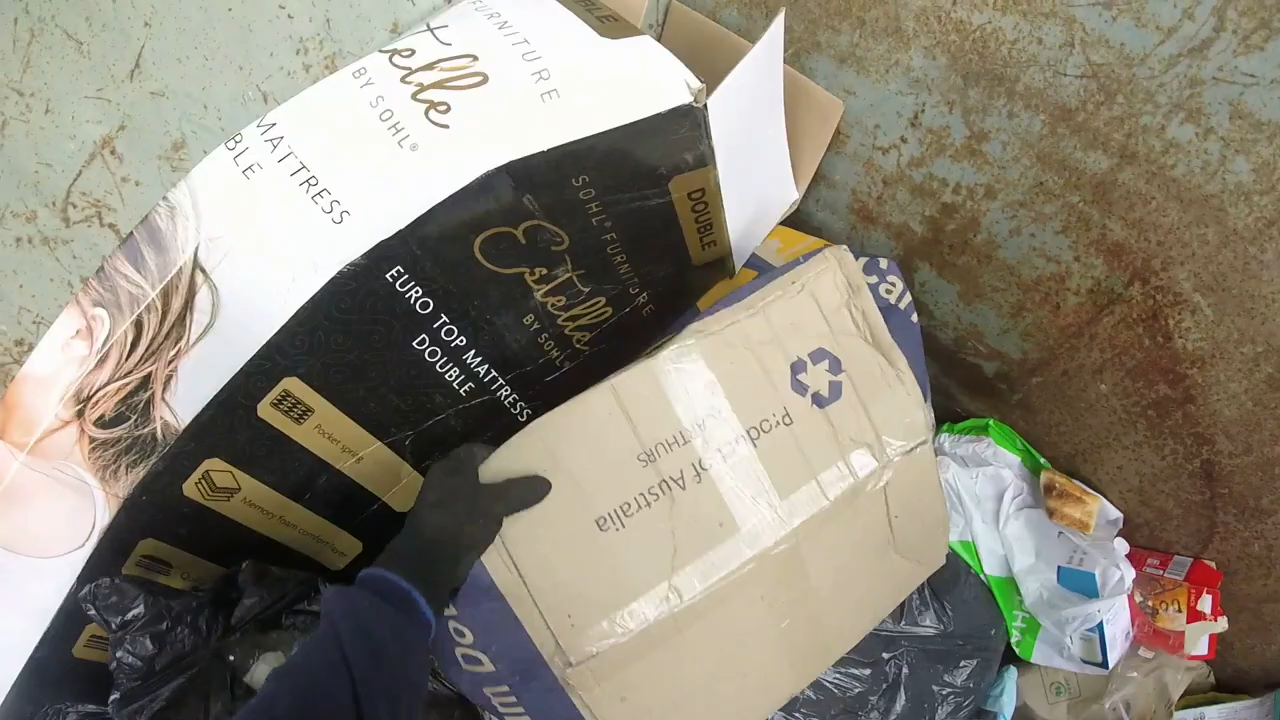 FURNITURE
elle
BY SOHL®
MATTRESS
BLE
DOUBLE
SOHL® FURNITURE
Estelle
BY SOHL®
EURO TOP MATTRESS
DOUBLE
Pocket spring
Memory foam comfort layer
Product of Australia
ARTHURS